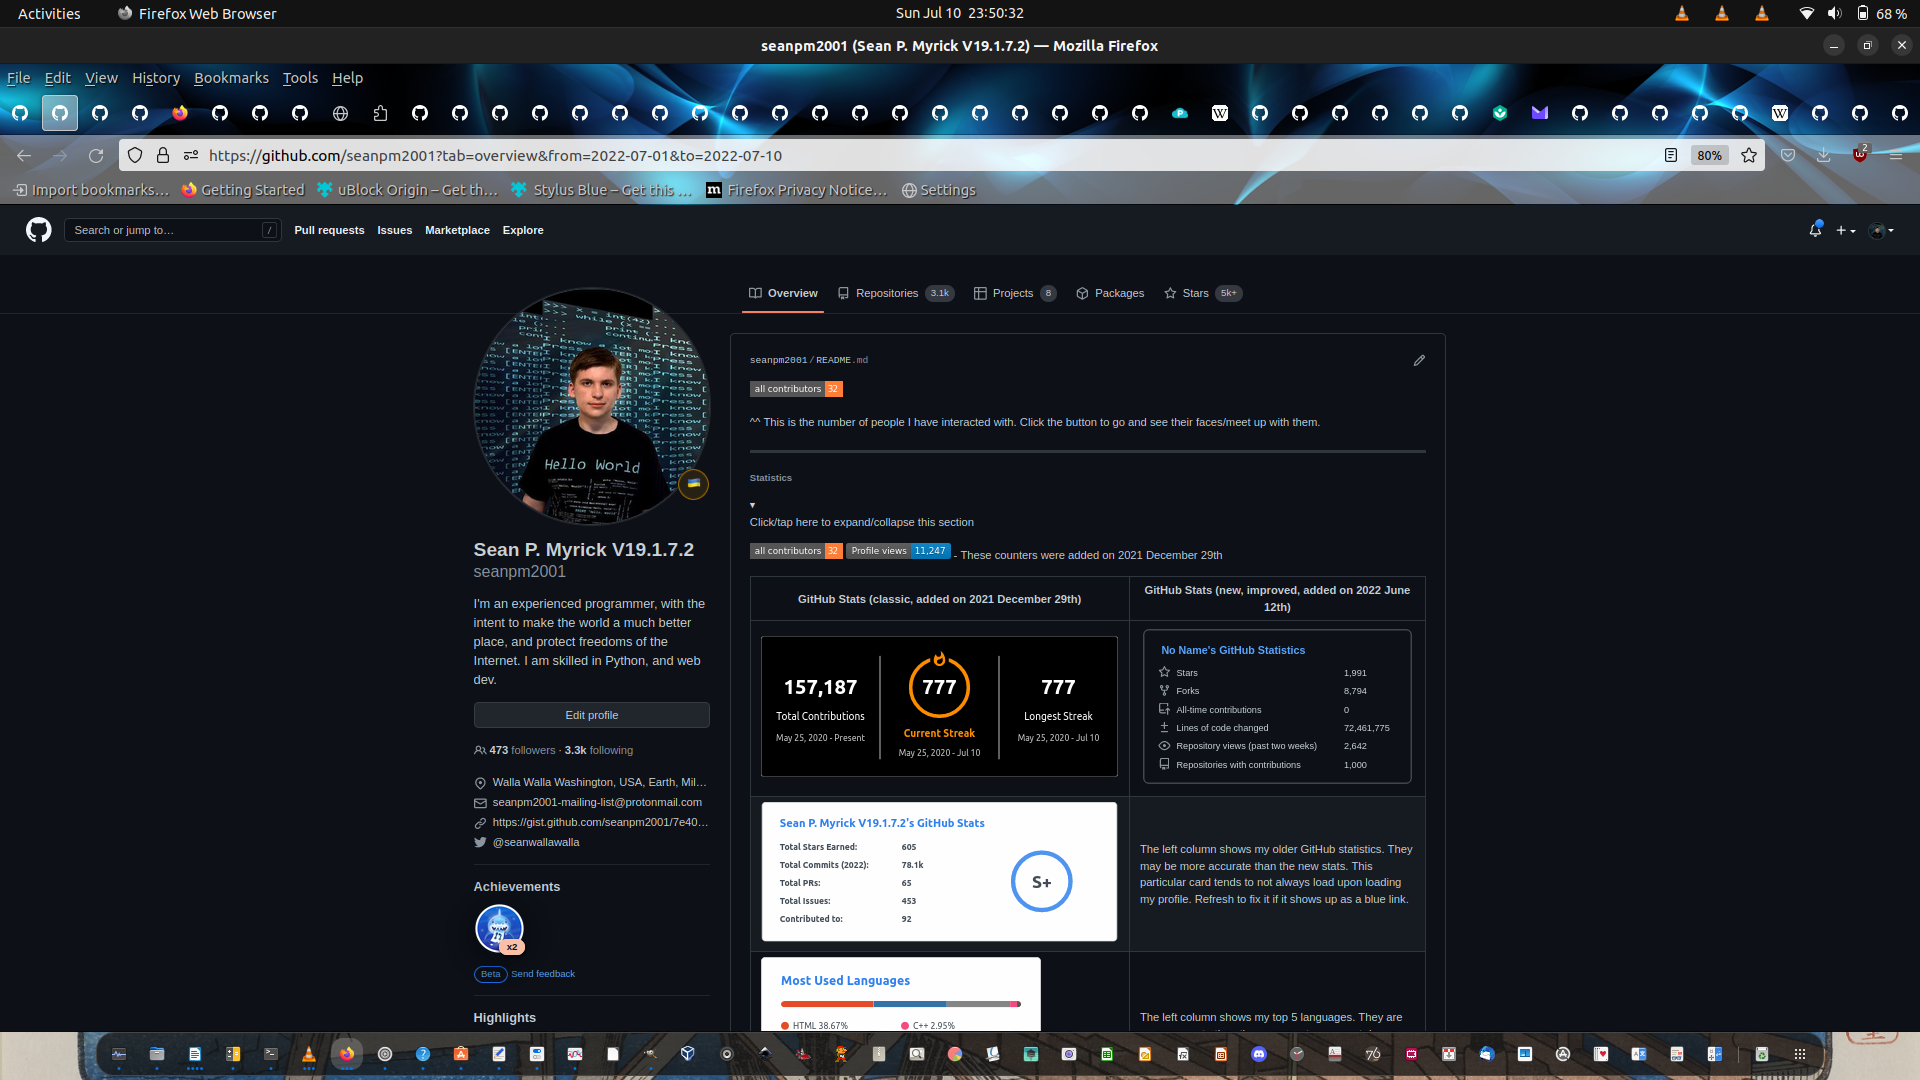 Activities
Firefox Web Browser
Sun Jul 10 23:50:32
68 %
seanpm2001 (Sean P. Myrick V19.1.7.2) — Mozilla Firefox
File Edit View History Bookmarks Tools Help
https://github.com/seanpm2001?tab=overview&from=2022-07-01&to=2022-07-10
80%
2
Import bookmarks…
Getting Started
uBlock Origin – Get th…
Stylus Blue – Get this …
Firefox Privacy Notice…
Settings
Search or jump to…
/
Pull requests
Issues
Marketplace
Explore
Overview
Repositories 3.1k
Projects 8
Packages
Stars 5k+
Hello World
Sean P. Myrick V19.1.7.2
seanpm2001
I'm an experienced programmer, with the
intent to make the world a much better
place, and protect freedoms of the
Internet. I am skilled in Python, and web
dev.
Edit profile
473 followers · 3.3k following
Walla Walla Washington, USA, Earth, Mil…
seanpm2001-mailing-list@protonmail.com
https://gist.github.com/seanpm2001/7e40…
@seanwallawalla
Achievements
x2
Beta Send feedback
Highlights
seanpm2001/README.md
all contributors 32
^^ This is the number of people I have interacted with. Click the button to go and see their faces/meet up with them.
Statistics
Click/tap here to expand/collapse this section
all contributors 32 Profile views 11,247 - These counters were added on 2021 December 29th
GitHub Stats (classic, added on 2021 December 29th)
GitHub Stats (new, improved, added on 2022 June
12th)
157,187
Total Contributions
May 25, 2020 - Present
777
Current Streak
May 25, 2020 - Jul 10
777
Longest Streak
May 25, 2020 - Jul 10
No Name's GitHub Statistics
Stars 1,991
Forks 8,794
All-time contributions 0
Lines of code changed 72,461,775
Repository views (past two weeks) 2,642
Repositories with contributions 1,000
Sean P. Myrick V19.1.7.2's GitHub Stats
Total Stars Earned: 605
Total Commits (2022): 78.1k
Total PRs: 65
Total Issues: 453
Contributed to: 92
S+
The left column shows my older GitHub statistics. They
may be more accurate than the new stats. This
particular card tends to not always load upon loading
my profile. Refresh to fix it if it shows up as a blue link.
Most Used Languages
HTML 38.67%
C++ 2.95%
The left column shows my top 5 languages. They are